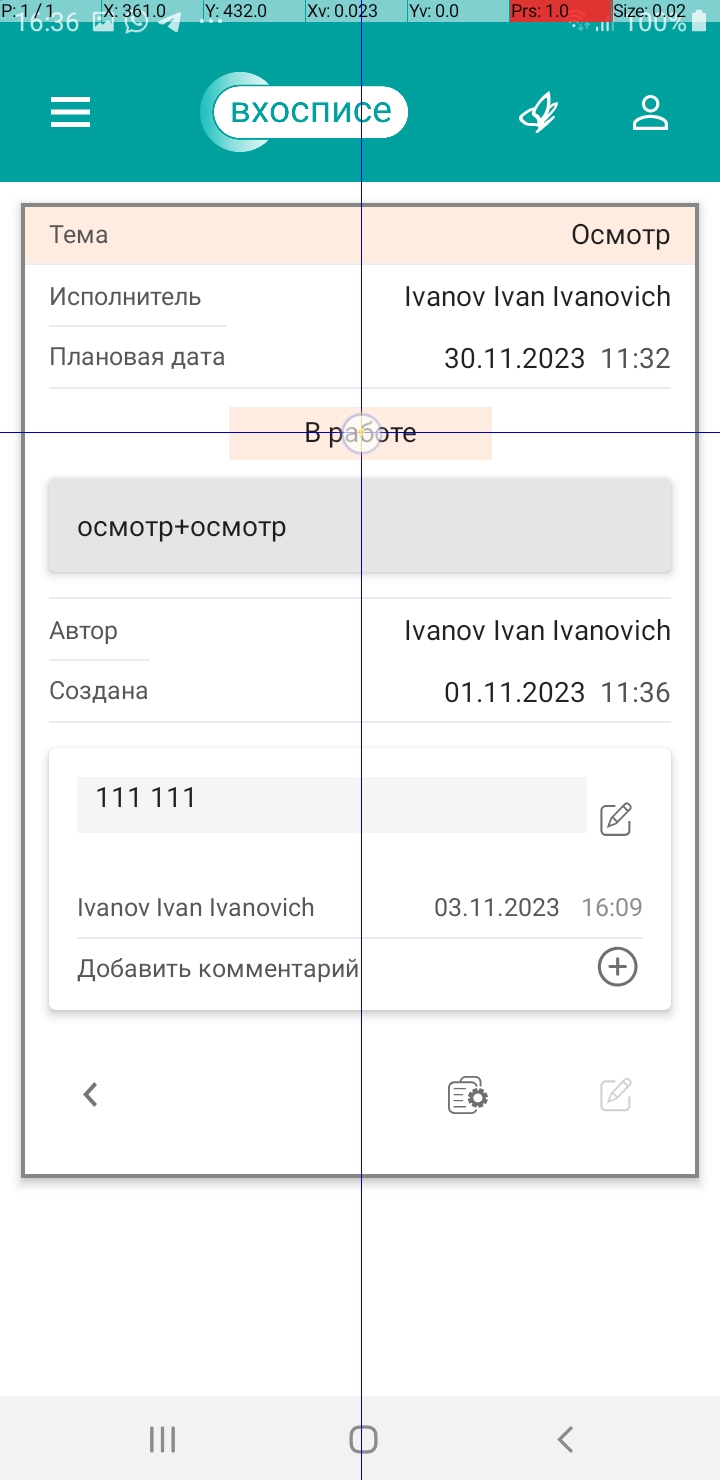 P: 1 / 1 X: 361.0 Y: 432.0 Xv: 0.023 Yv: 0.0 Prs: 1.0 Size: 0.02
16:36 100%
вхосписе
Тема Осмотр
Исполнитель Ivanov Ivan Ivanovich
Плановая дата 30.11.2023 11:32
В работе
осмотр+осмотр
Автор Ivanov Ivan Ivanovich
Создана 01.11.2023 11:36
111 111
Ivanov Ivan Ivanovich 03.11.2023 16:09
Добавить комментарий